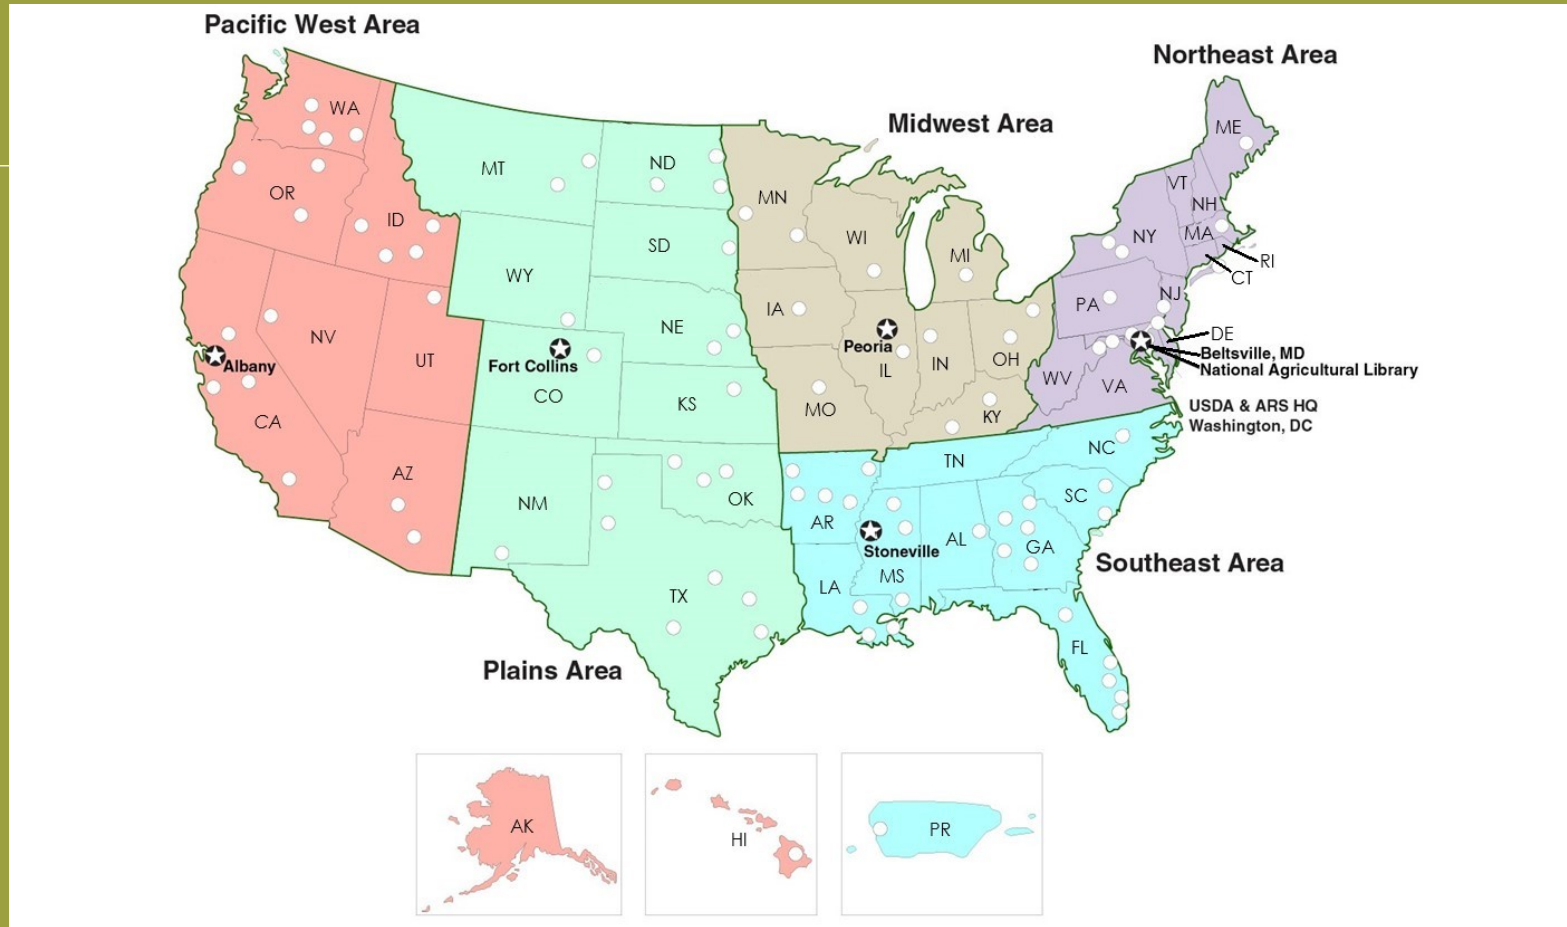 Pacific West Area
Northeast Area
Midwest Area
WA
ME
MT
ND
OR
ID
MN
VT
NH
WI
NY
MA
SD
MI
RI
WY
CT
IA
PA
NJ
NV
NE
UT
Albany
Fort Collins
CO
Peoria
IL
IN
OH
DE
Beltsville, MD
National Agricultural Library
WV
VA
CA
KS
MO
KY
USDA & ARS HQ
Washington, DC
AZ
NM
OK
TN
NC
AR
SC
Stoneville
AL
GA
Southeast Area
TX
LA
MS
FL
Plains Area
AK
HI
PR